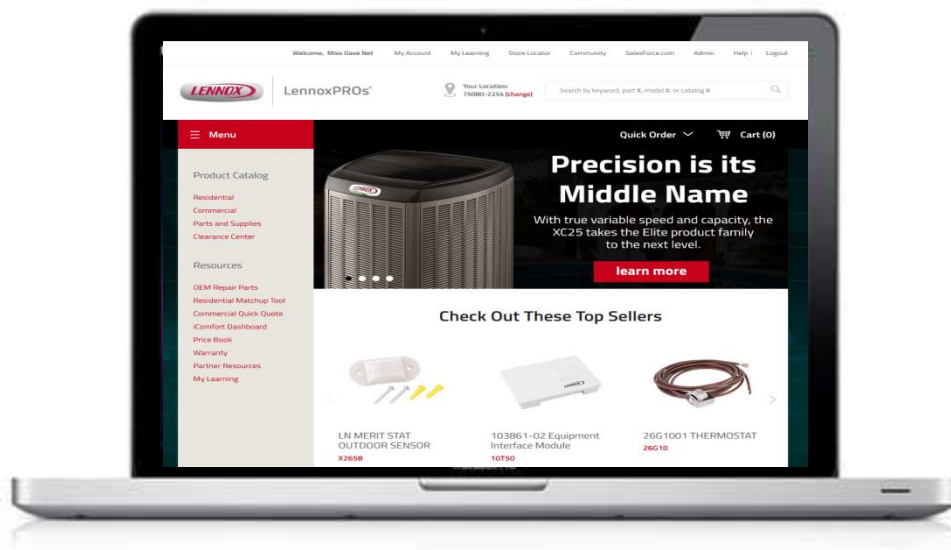 Welcome, Miss Dave Net My Account My Learning Store Locator Community SalesForce.com Admin Help | Logout
LENNOX LennoxPROs®
Your Location:
75080-2254 (change)
Search by keyword, part #, model #, or catalog #
Menu
Quick Order Cart (0)
Product Catalog
Residential
Commercial
Parts and Supplies
Clearance Center
Resources
OEM Repair Parts
Residential Matchup Tool
Commercial Quick Quote
iComfort Dashboard
Price Book
Warranty
Partner Resources
My Learning
LENNOX
Precision is its
Middle Name
With true variable speed and capacity, the
XC25 takes the Elite product family
to the next level.
learn more
Check Out These Top Sellers
LENNOX
LN MERIT STAT
OUTDOOR SENSOR
X2658
103861-02 Equipment
Interface Module
10T50
26G1001 THERMOSTAT
26G10